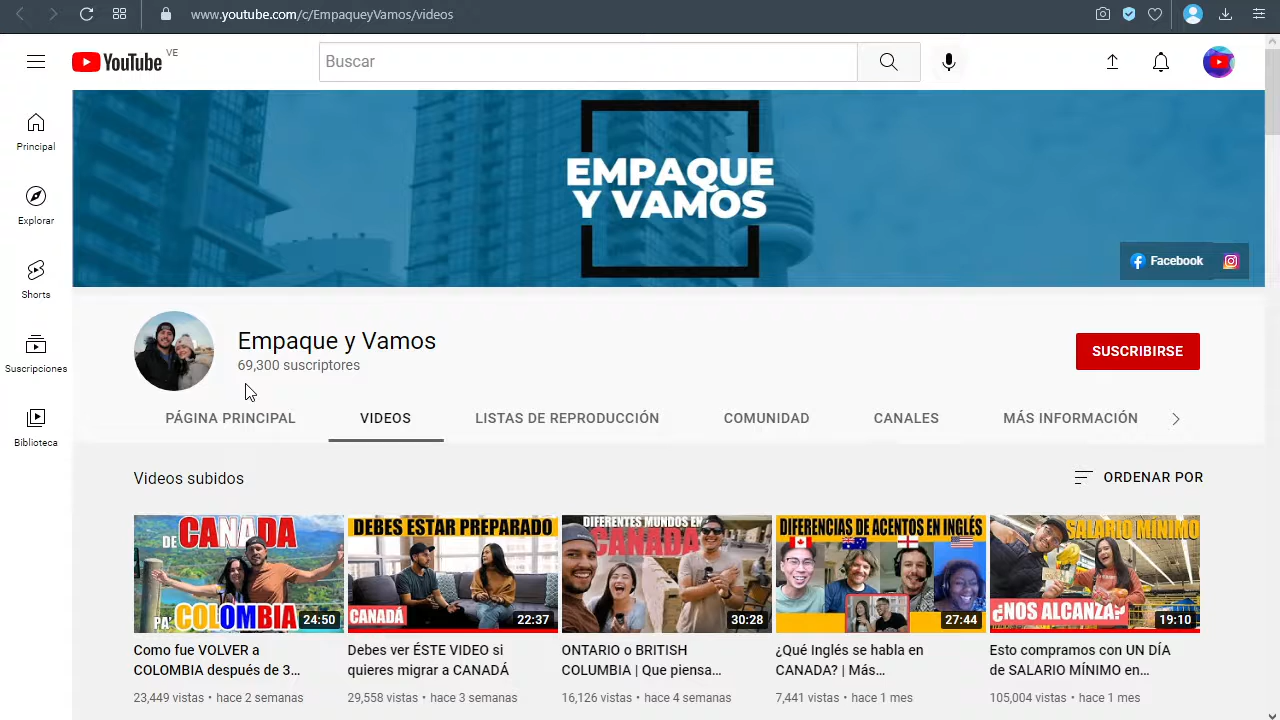 www.youtube.com/c/EmpaqueyVamos/videos
YouTube VE
Buscar
Principal
Explorar
Shorts
Suscripciones
Biblioteca
EMPAQUE
Y VAMOS
Facebook
Empaque y Vamos
69,300 suscriptores
SUSCRIBIRSE
PÁGINA PRINCIPAL
VIDEOS
LISTAS DE REPRODUCCIÓN
COMUNIDAD
CANALES
MÁS INFORMACIÓN
Videos subidos
ORDENAR POR
DE CANADA
PA' COLOMBIA
24:50
Como fue VOLVER a
COLOMBIA después de 3...
23,449 vistas • hace 2 semanas
DEBES ESTAR PREPARADO
CANADÁ
22:37
Debes ver ÉSTE VIDEO si
quieres migrar a CANADÁ
29,558 vistas • hace 3 semanas
DIFERENTES MUNDOS EN
CANADA
30:28
ONTARIO o BRITISH
COLUMBIA | Que piensa...
16,126 vistas • hace 4 semanas
DIFERENCIAS DE ACENTOS EN INGLÉS
27:44
¿Qué Inglés se habla en
CANADA? | Más...
7,441 vistas • hace 1 mes
SALARIO MÍNIMO
¿NOS ALCANZA?
19:10
Esto compramos con UN DÍA
de SALARIO MÍNIMO en...
105,004 vistas • hace 1 mes